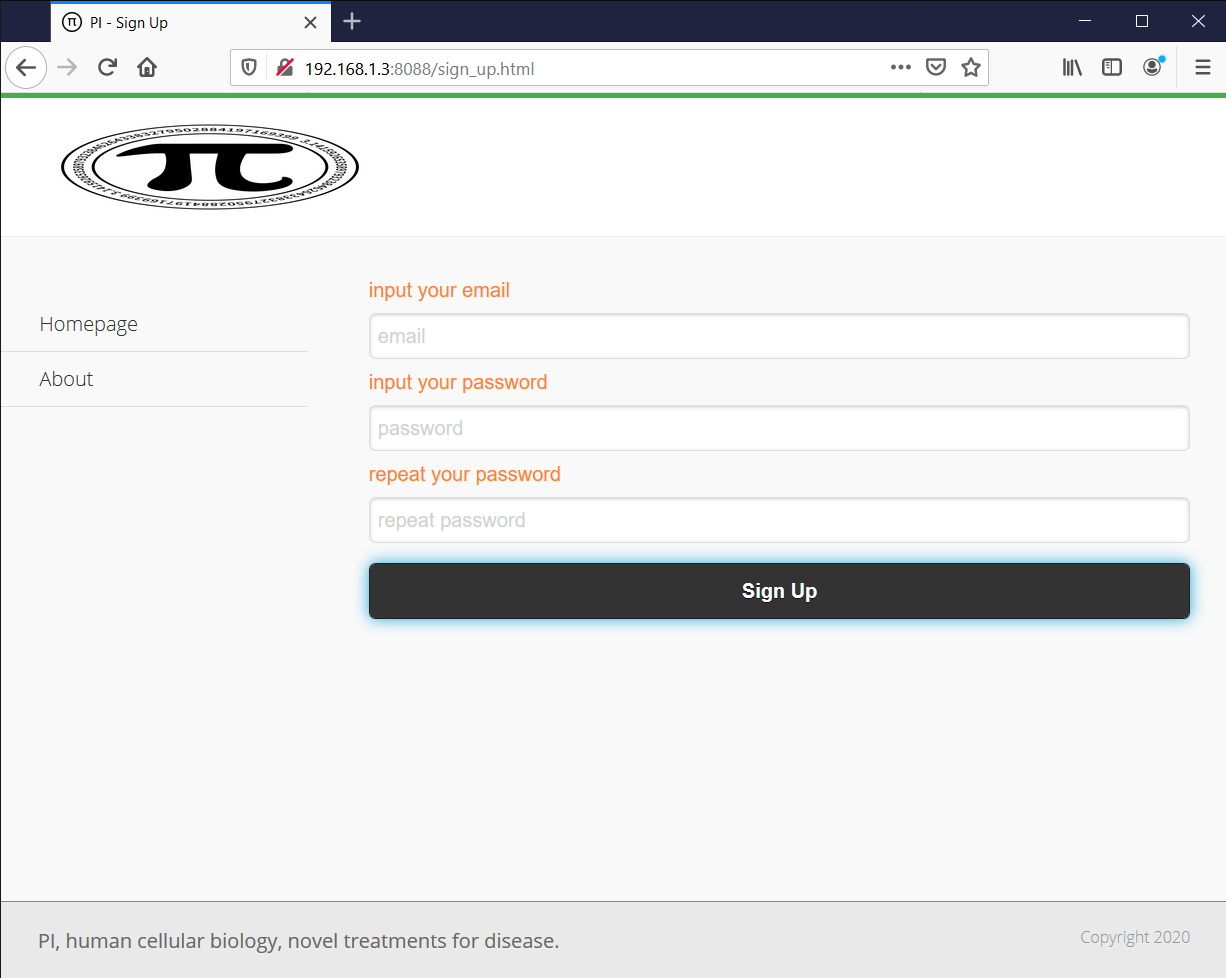 PI - Sign Up
192.168.1.3:8088/sign_up.html
Homepage
About
input your email
email
input your password
password
repeat your password
repeat password
Sign Up
PI, human cellular biology, novel treatments for disease.
Copyright 2020